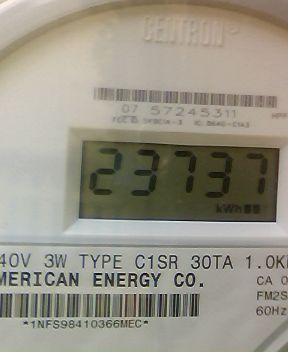 CENTRON
07 57245311
23737
kWh
40V 3W TYPE C1SR 30TA 1.0K
MERICAN ENERGY CO.
CA 0
FM2S
60Hz
*1NFS98410366MEC*